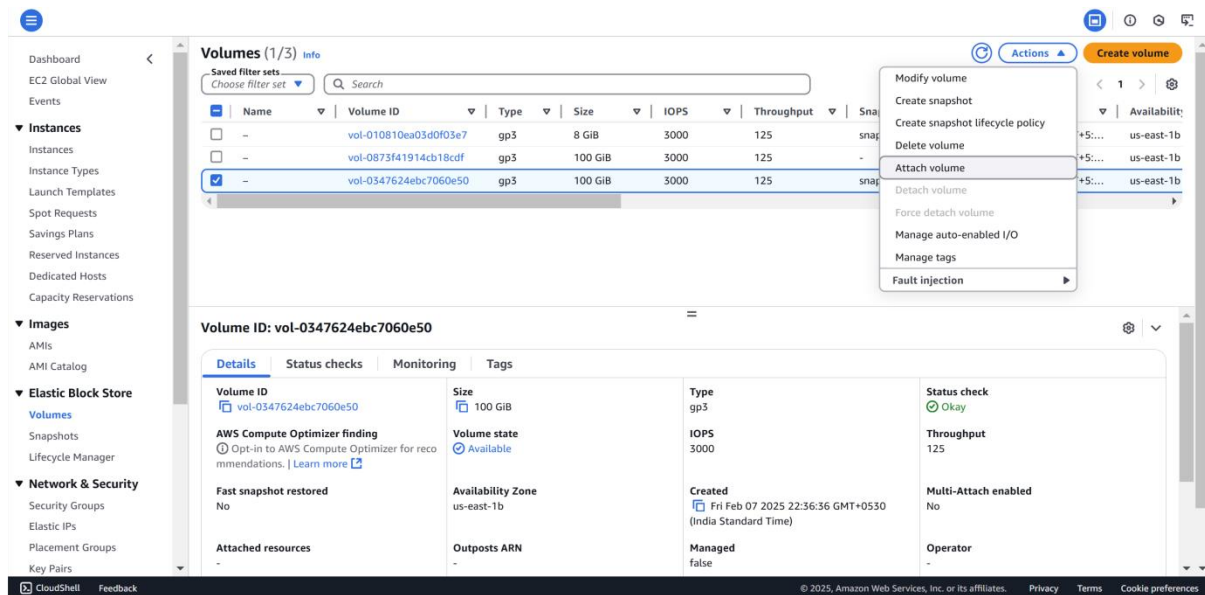 Volumes (1/3) Info
Actions
Create volume
Saved filter sets
Choose filter set
Search
1
Name
Volume ID
Type
Size
IOPS
Throughput
Availability
-
vol-010810ea03d0f03e7
gp3
8 GiB
3000
125
+5:...
us-east-1b
-
vol-0873f41914cb18cdf
gp3
100 GiB
3000
125
-
+5:...
us-east-1b
-
vol-0347624ebc7060e50
gp3
100 GiB
3000
125
+5:...
us-east-1b
Modify volume
Create snapshot
Create snapshot lifecycle policy
Delete volume
Attach volume
Detach volume
Force detach volume
Manage auto-enabled I/O
Manage tags
Fault injection
Dashboard
EC2 Global View
Events
Instances
Instances
Instance Types
Launch Templates
Spot Requests
Savings Plans
Reserved Instances
Dedicated Hosts
Capacity Reservations
Images
AMIs
AMI Catalog
Elastic Block Store
Volumes
Snapshots
Lifecycle Manager
Network & Security
Security Groups
Elastic IPs
Placement Groups
Key Pairs
Volume ID: vol-0347624ebc7060e50
Details
Status checks
Monitoring
Tags
Volume ID
vol-0347624ebc7060e50
Size
100 GiB
Type
gp3
Status check
Okay
AWS Compute Optimizer finding
Opt-in to AWS Compute Optimizer for reco
mmendations. | Learn more
Volume state
Available
IOPS
3000
Throughput
125
Fast snapshot restored
No
Availability Zone
us-east-1b
Created
Fri Feb 07 2025 22:36:36 GMT+0530
(India Standard Time)
Multi-Attach enabled
No
Attached resources
-
Outposts ARN
-
Managed
false
Operator
-
CloudShell
Feedback
© 2025, Amazon Web Services, Inc. or its affiliates.
Privacy
Terms
Cookie preferences